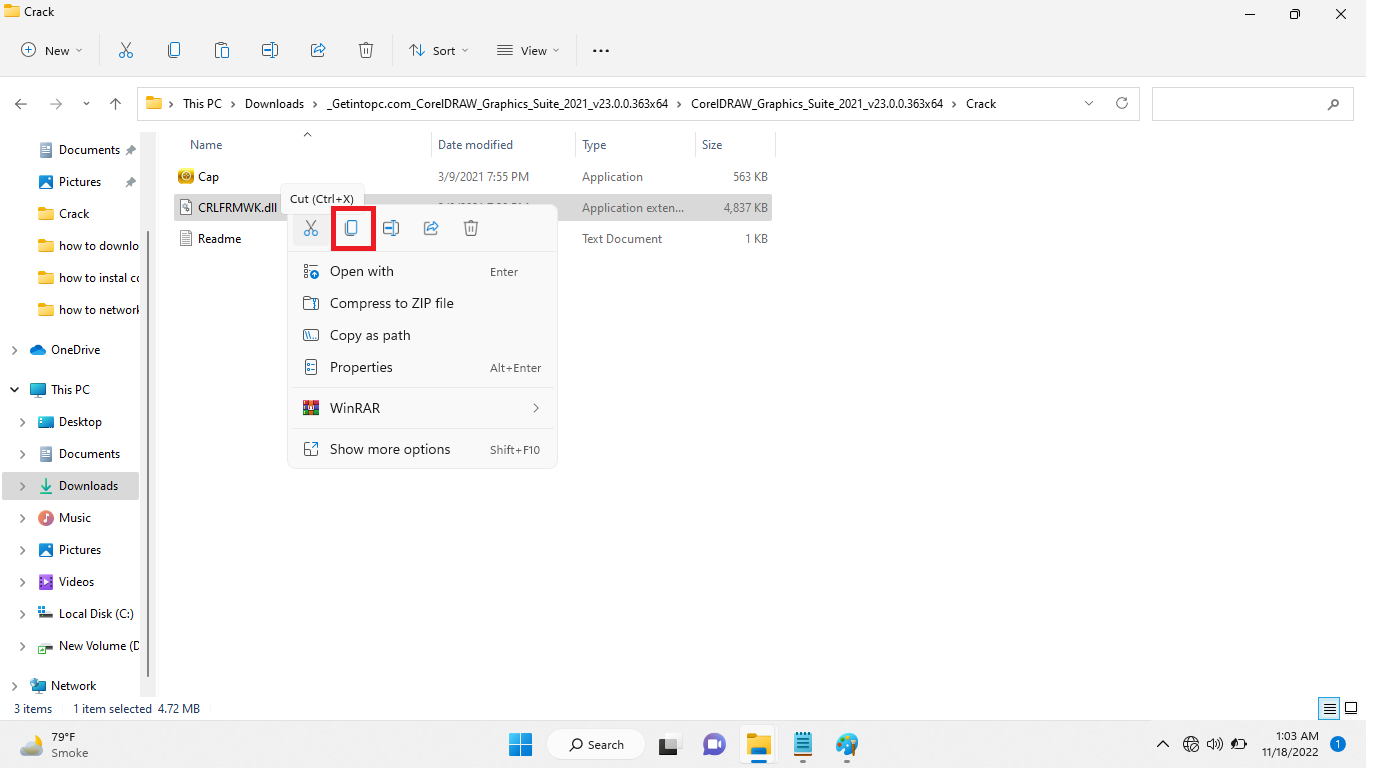 Crack
New
Sort
View
This PC
Downloads
_Getintopc.com_CorelDRAW_Graphics_Suite_2021_v23.0.0.363x64
CorelDRAW_Graphics_Suite_2021_v23.0.0.363x64
Crack
Name
Date modified
Type
Size
Cap
3/9/2021 7:55 PM
Application
563 KB
CRLFRMWK.dll
Application exten...
4,837 KB
Readme
Text Document
1 KB
Cut (Ctrl+X)
Open with Enter
Compress to ZIP file
Copy as path
Properties Alt+Enter
WinRAR
Show more options Shift+F10
Documents
Pictures
Crack
how to downlo
how to instal co
how to network
OneDrive
This PC
Desktop
Documents
Downloads
Music
Pictures
Videos
Local Disk (C:)
New Volume (D
Network
3 items
1 item selected 4.72 MB
79°F
Smoke
Search
1:03 AM
11/18/2022
1